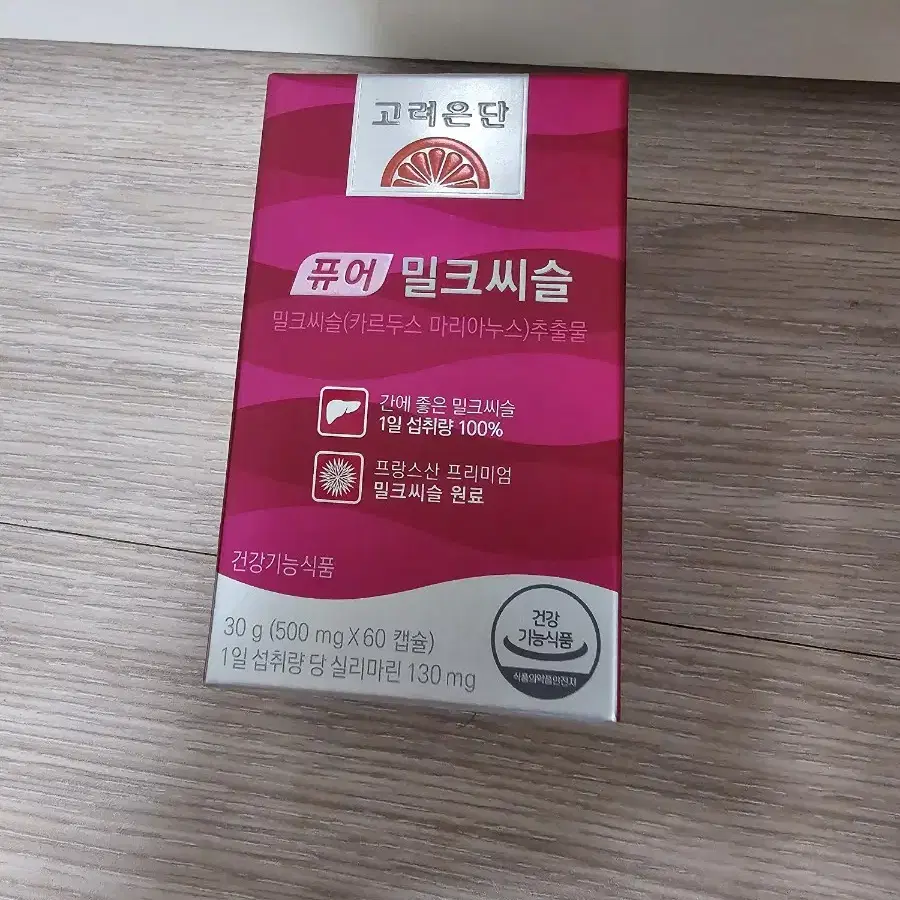 고려은단
퓨어 밀크씨슬
밀크씨슬(카르두스 마리아누스)추출물
간에 좋은 밀크씨슬
1일 섭취량 100%
프랑스산 프리미엄
밀크씨슬 원료
건강기능식품
30 g (500 mg X 60 캡슐)
1일 섭취량 당 실리마린 130 mg
건강
기능식품
식품의약품안전처